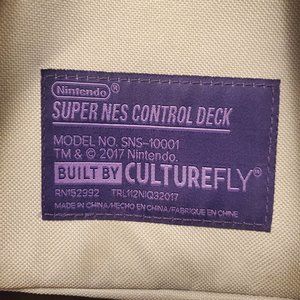 Nintendo®
SUPER NES CONTROL DECK
MODEL NO. SNS-10001
TM & © 2017 Nintendo.
BUILT BY CULTUREFLY®
RN152992 TRL112NIQ32017
MADE IN CHINA/HECHO EN CHINA/FABRIQUE EN CHINE